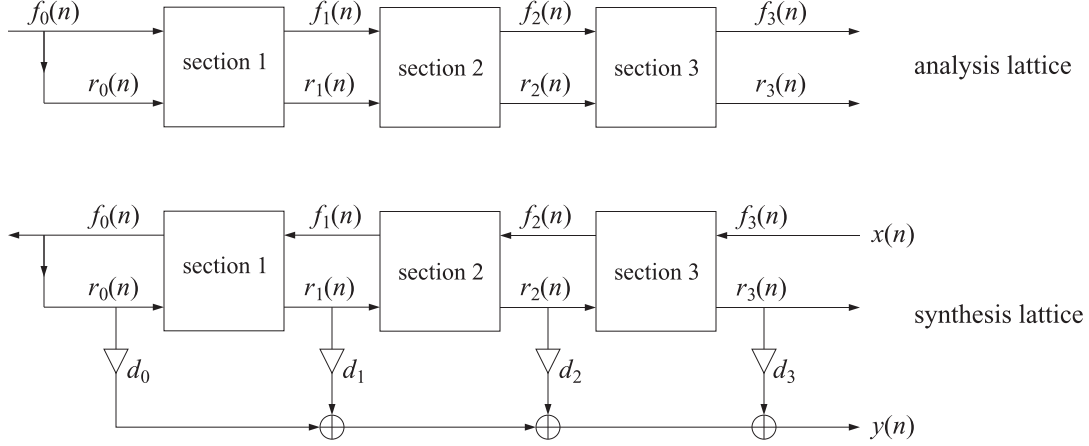 f₀(n) f₁(n) f₂(n) f₃(n)
section 1 section 2 section 3 analysis lattice
r₀(n) r₁(n) r₂(n) r₃(n)
f₀(n) f₁(n) f₂(n) f₃(n) x(n)
section 1 section 2 section 3
r₀(n) r₁(n) r₂(n) r₃(n) synthesis lattice
d₀ d₁ d₂ d₃
y(n)